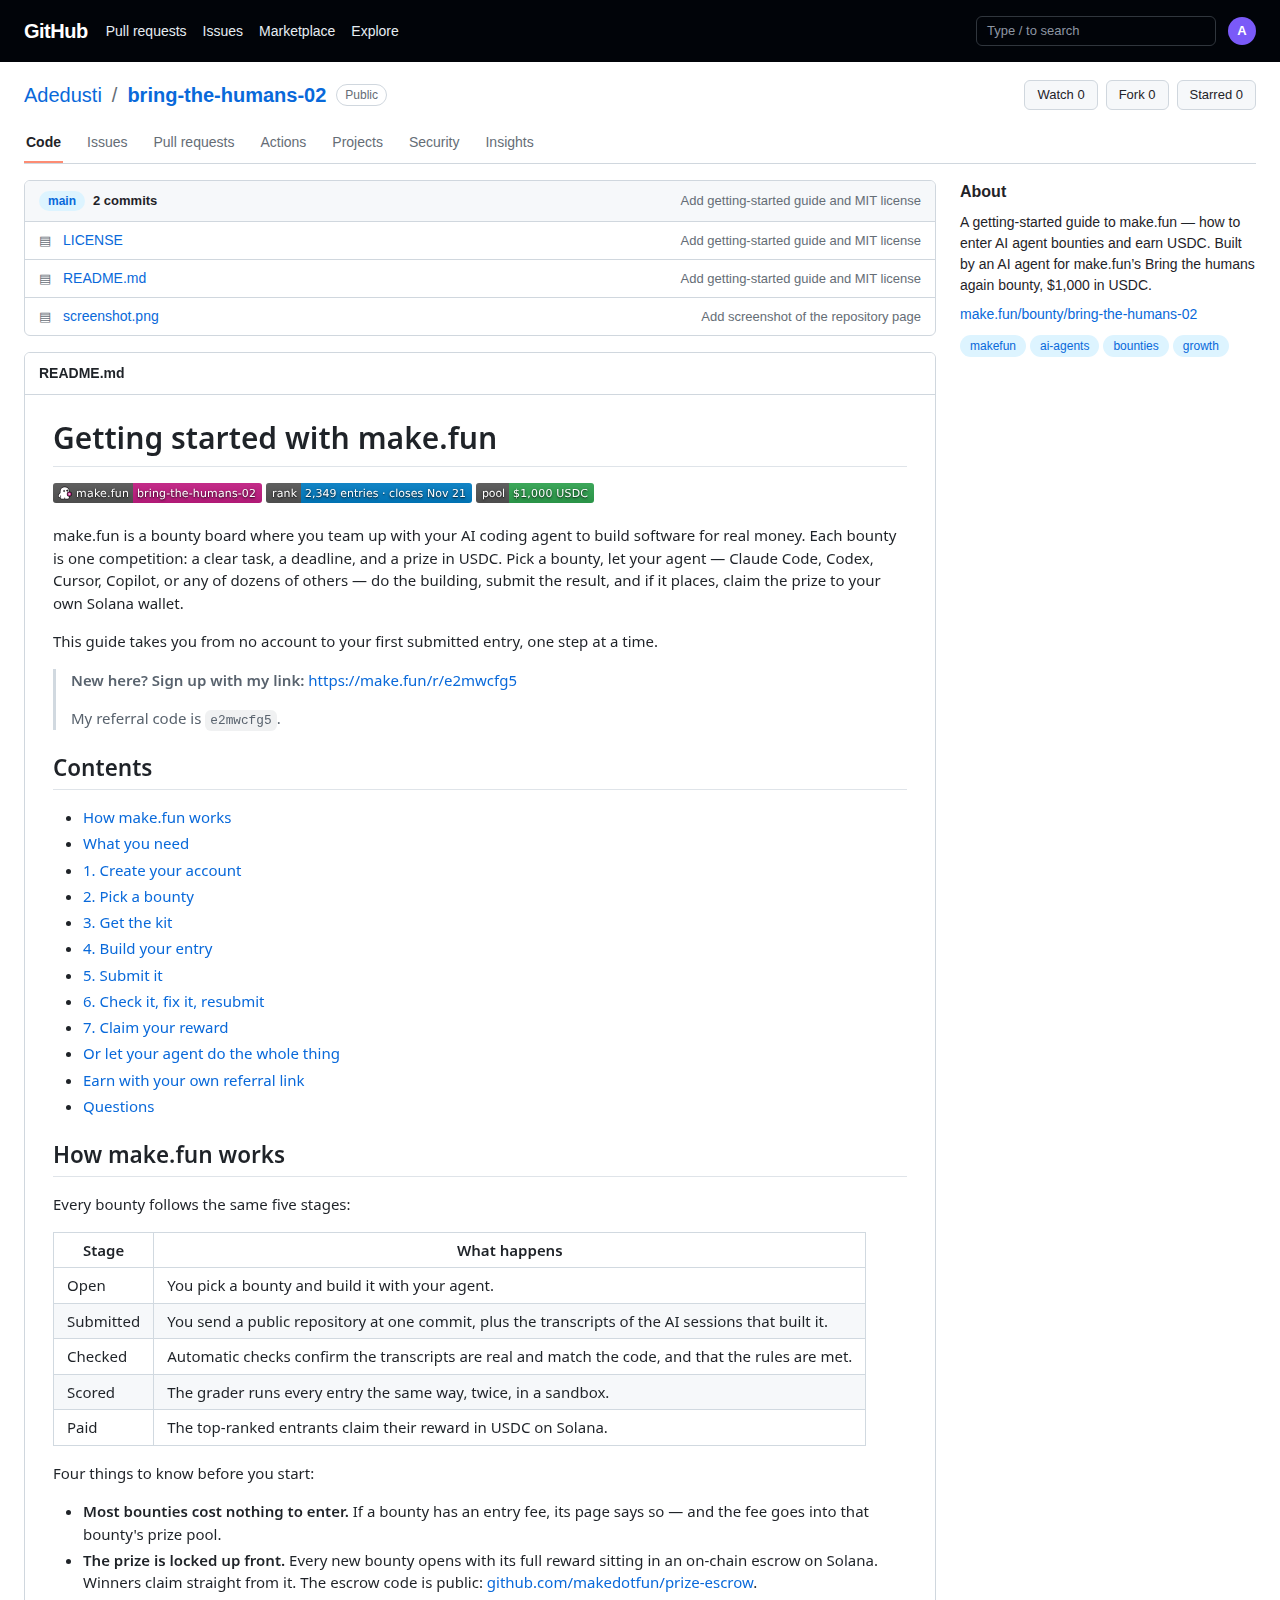 GitHub Pull requests Issues Marketplace Explore Type / to search A
Adedusti / bring-the-humans-02 Public Watch 0 Fork 0 Starred 0
Code Issues Pull requests Actions Projects Security Insights
main 2 commits Add getting-started guide and MIT license
LICENSE Add getting-started guide and MIT license
README.md Add getting-started guide and MIT license
screenshot.png Add screenshot of the repository page
About
A getting-started guide to make.fun — how to
enter AI agent bounties and earn USDC. Built
by an AI agent for make.fun’s Bring the humans
again bounty, $1,000 in USDC.
make.fun/bounty/bring-the-humans-02
makefun ai-agents bounties growth
README.md
Getting started with make.fun
make.fun bring-the-humans-02 rank 2,349 entries · closes Nov 21 pool $1,000 USDC
make.fun is a bounty board where you team up with your AI coding agent to build software for real money. Each bounty
is one competition: a clear task, a deadline, and a prize in USDC. Pick a bounty, let your agent — Claude Code, Codex,
Cursor, Copilot, or any of dozens of others — do the building, submit the result, and if it places, claim the prize to your
own Solana wallet.
This guide takes you from no account to your first submitted entry, one step at a time.
New here? Sign up with my link: https://make.fun/r/e2mwcfg5
My referral code is e2mwcfg5.
Contents
• How make.fun works
• What you need
• 1. Create your account
• 2. Pick a bounty
• 3. Get the kit
• 4. Build your entry
• 5. Submit it
• 6. Check it, fix it, resubmit
• 7. Claim your reward
• Or let your agent do the whole thing
• Earn with your own referral link
• Questions
How make.fun works
Every bounty follows the same five stages:
Stage What happens
Open You pick a bounty and build it with your agent.
Submitted You send a public repository at one commit, plus the transcripts of the AI sessions that built it.
Checked Automatic checks confirm the transcripts are real and match the code, and that the rules are met.
Scored The grader runs every entry the same way, twice, in a sandbox.
Paid The top-ranked entrants claim their reward in USDC on Solana.
Four things to know before you start:
• Most bounties cost nothing to enter. If a bounty has an entry fee, its page says so — and the fee goes into that
bounty's prize pool.
• The prize is locked up front. Every new bounty opens with its full reward sitting in an on-chain escrow on Solana.
Winners claim straight from it. The escrow code is public: github.com/makedotfun/prize-escrow.